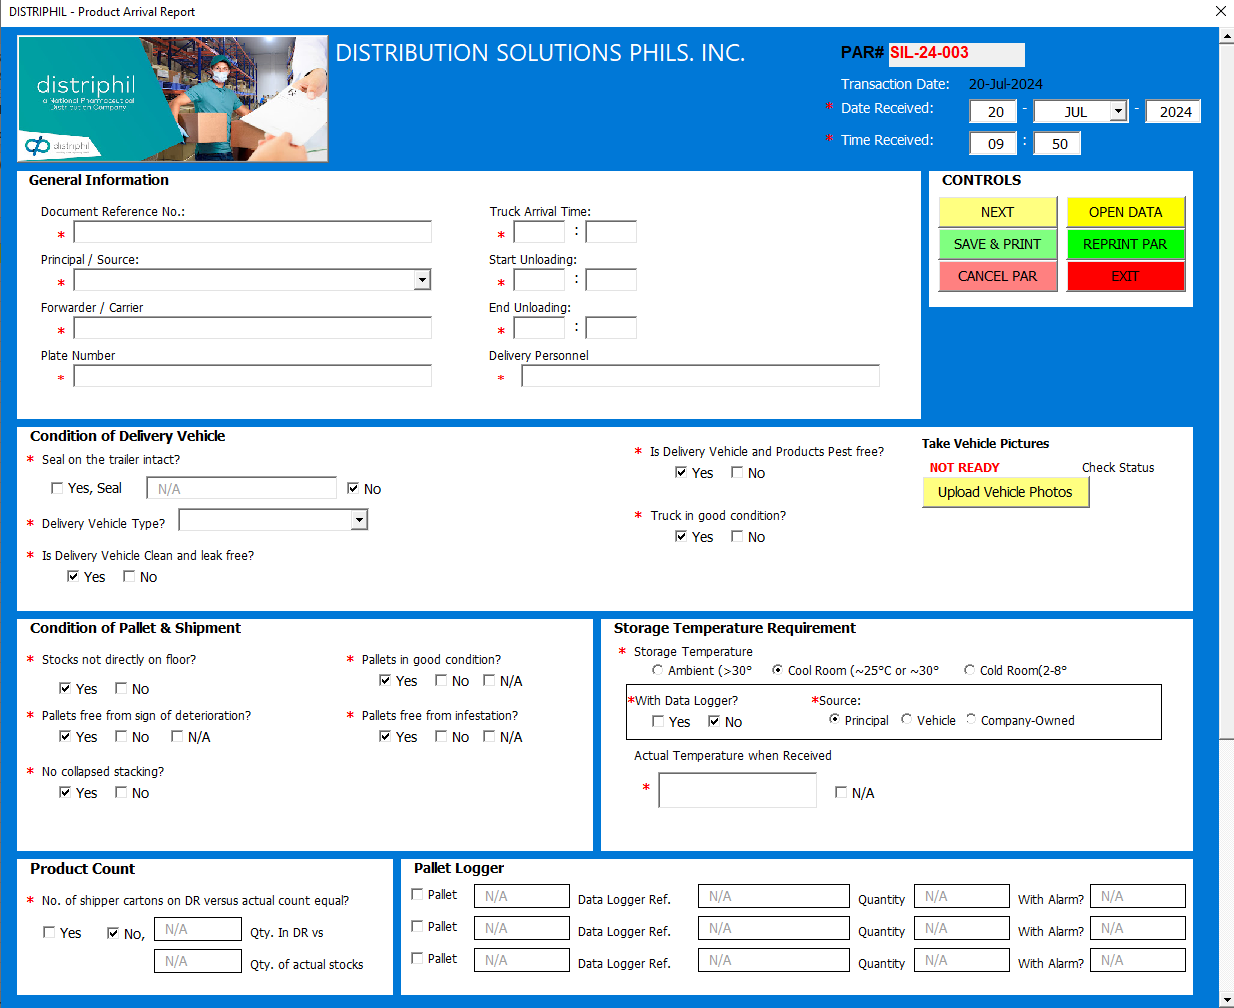 DISTRIPHIL - Product Arrival Report
distriphil
a National Pharmaceutical
Distribution Company
distriphil
DISTRIBUTION SOLUTIONS PHILS. INC.
PAR# SIL-24-003
Transaction Date: 20-Jul-2024
* Date Received: 20 - JUL - 2024
* Time Received: 09 : 50
General Information
Document Reference No.:
*
Principal / Source:
*
Forwarder / Carrier
*
Plate Number
*
Truck Arrival Time:
* :
Start Unloading:
* :
End Unloading:
* :
Delivery Personnel
*
CONTROLS
NEXT OPEN DATA
SAVE & PRINT REPRINT PAR
CANCEL PAR EXIT
Condition of Delivery Vehicle
* Seal on the trailer intact?
Yes, Seal N/A No
* Delivery Vehicle Type?
* Is Delivery Vehicle Clean and leak free?
Yes No
* Is Delivery Vehicle and Products Pest free?
Yes No
* Truck in good condition?
Yes No
Take Vehicle Pictures
NOT READY Check Status
Upload Vehicle Photos
Condition of Pallet & Shipment
* Stocks not directly on floor?
Yes No
* Pallets free from sign of deterioration?
Yes No N/A
* No collapsed stacking?
Yes No
* Pallets in good condition?
Yes No N/A
* Pallets free from infestation?
Yes No N/A
Storage Temperature Requirement
* Storage Temperature
Ambient (>30° Cool Room (~25°C or ~30° Cold Room(2-8°
*With Data Logger? *Source:
Yes No Principal Vehicle Company-Owned
Actual Temperature when Received
* N/A
Product Count
* No. of shipper cartons on DR versus actual count equal?
Yes No, N/A Qty. In DR vs
N/A Qty. of actual stocks
Pallet Logger
Pallet N/A Data Logger Ref. N/A Quantity N/A With Alarm? N/A
Pallet N/A Data Logger Ref. N/A Quantity N/A With Alarm? N/A
Pallet N/A Data Logger Ref. N/A Quantity N/A With Alarm? N/A